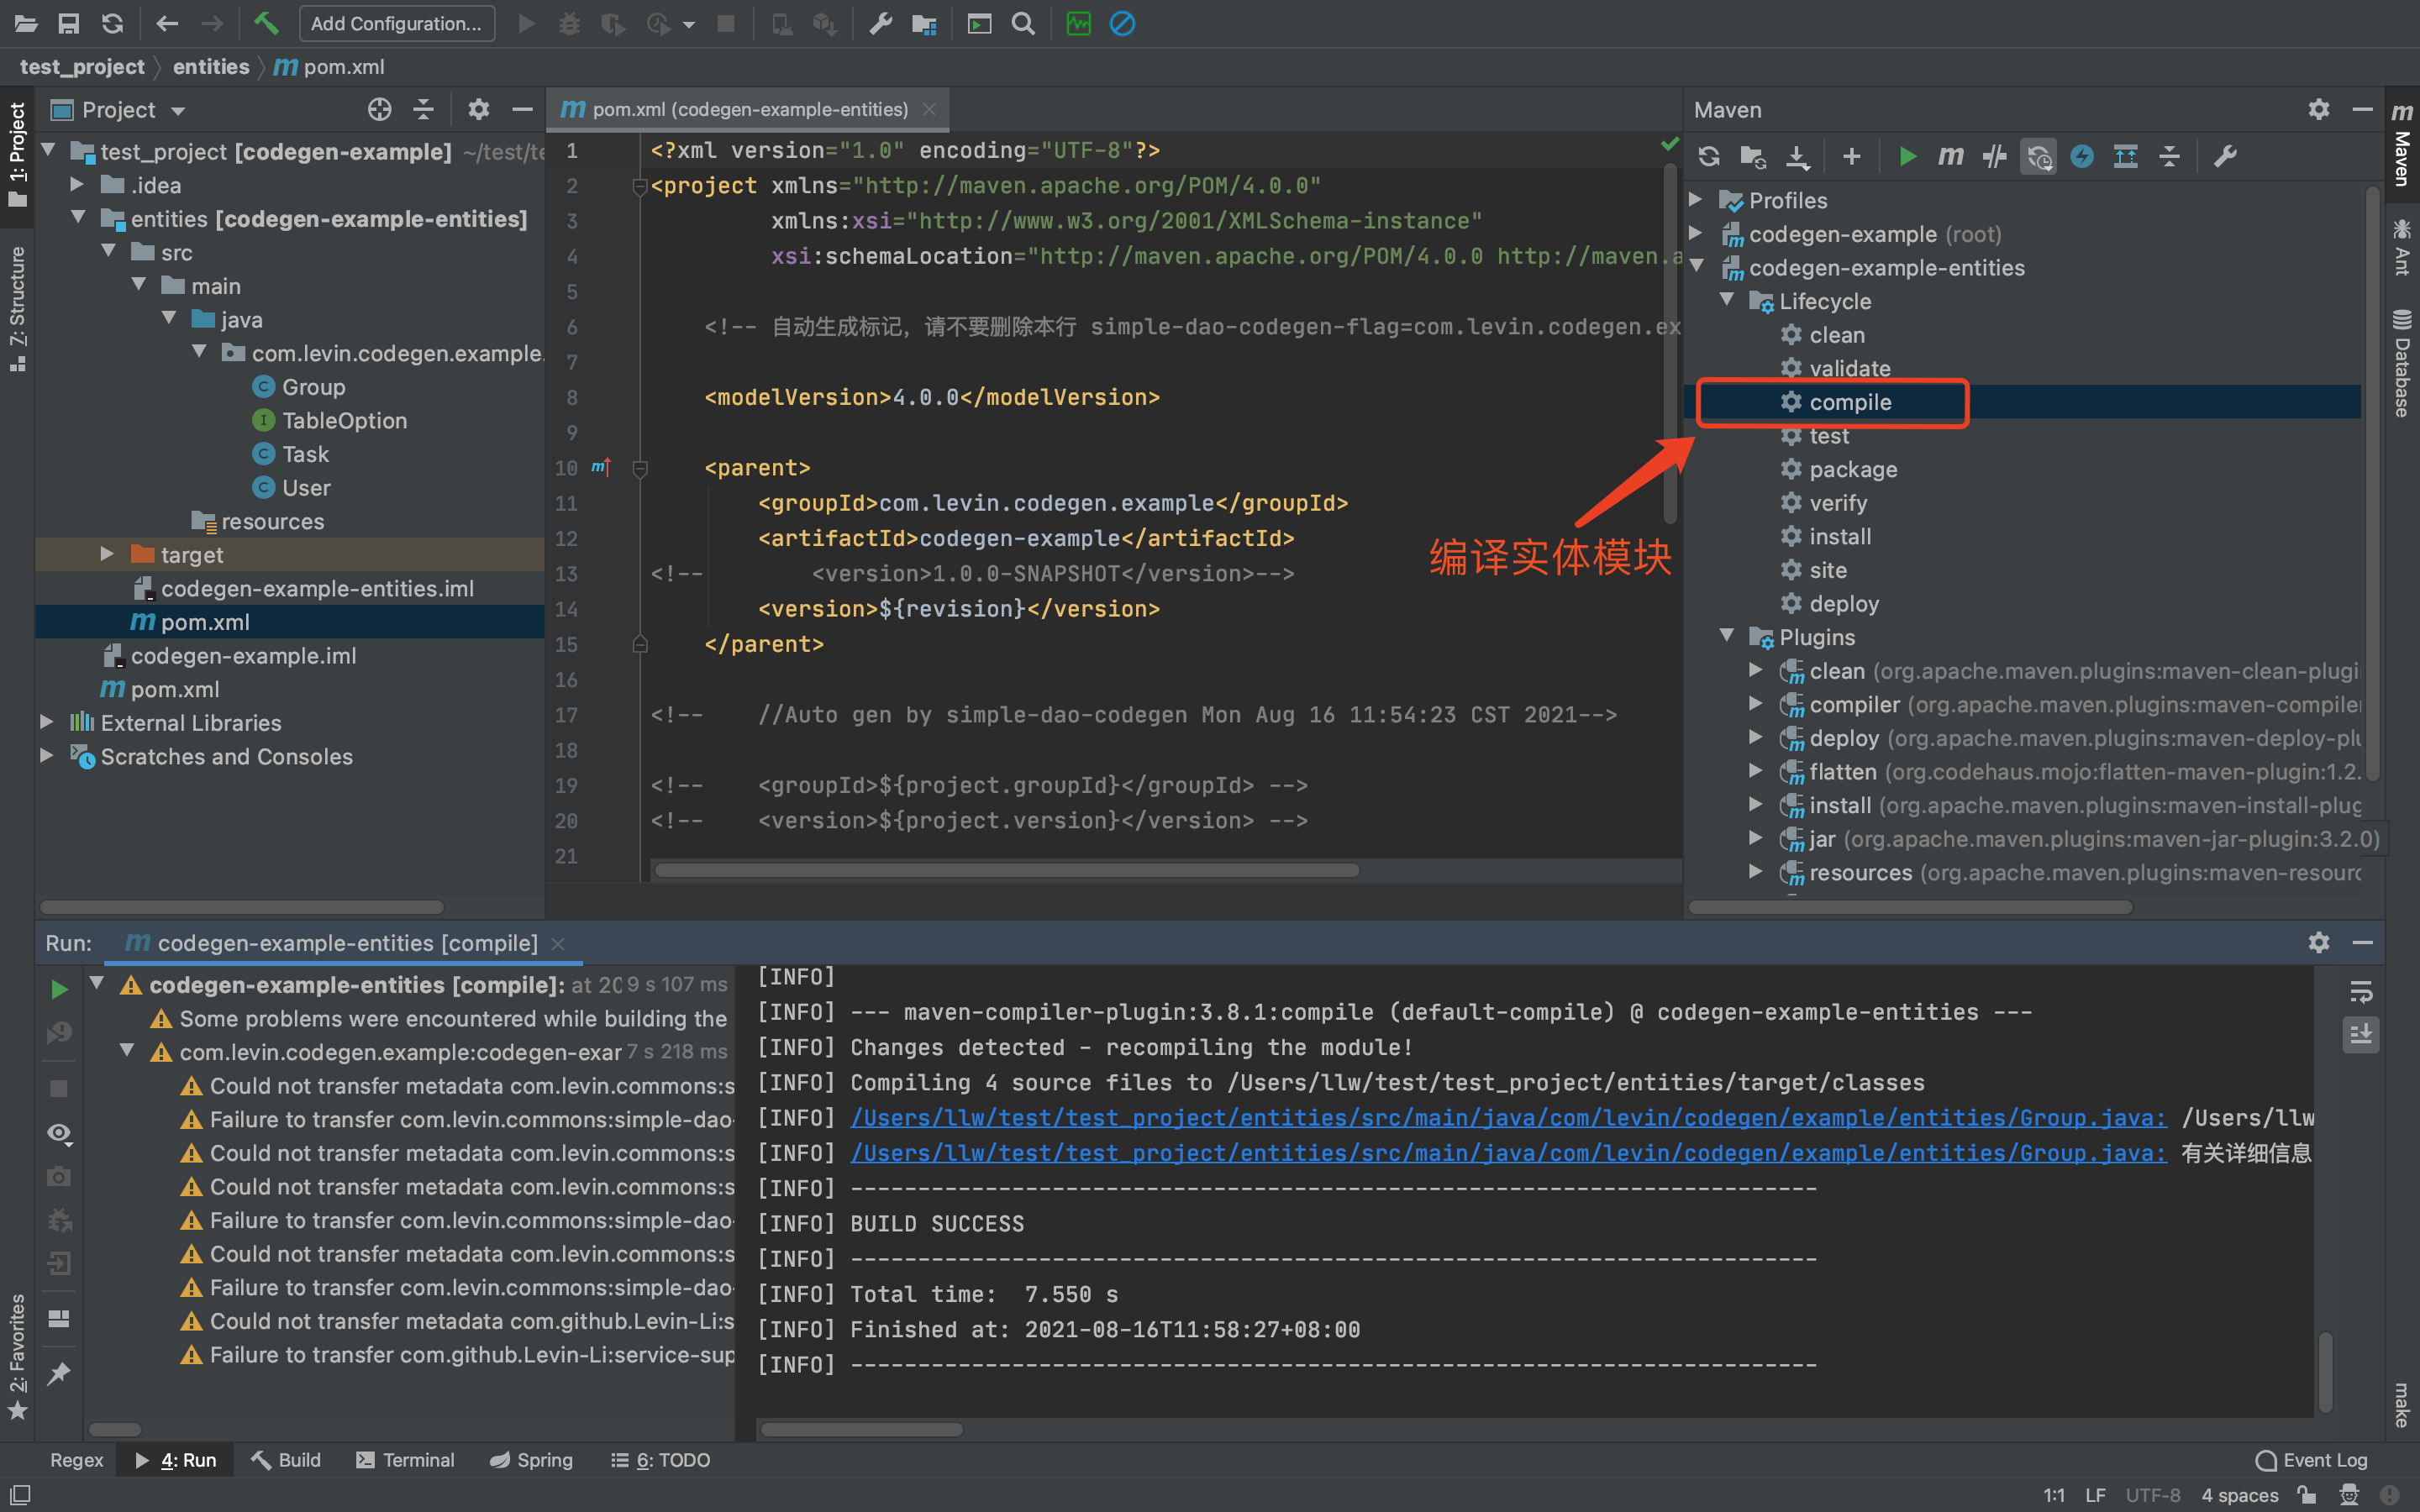 Add Configuration...
test_project
entities
pom.xml
1: Project
7: Structure
2: Favorites
Project
test_project [codegen-example] ~/test/te
.idea
entities [codegen-example-entities]
src
main
java
com.levin.codegen.example.
Group
TableOption
Task
User
resources
target
codegen-example-entities.iml
pom.xml
codegen-example.iml
pom.xml
External Libraries
Scratches and Consoles
pom.xml (codegen-example-entities)
1 <?xml version="1.0" encoding="UTF-8"?>
2 <project xmlns="http://maven.apache.org/POM/4.0.0"
3 xmlns:xsi="http://www.w3.org/2001/XMLSchema-instance"
4 xsi:schemaLocation="http://maven.apache.org/POM/4.0.0 http://maven.a
5
6 <!-- 自动生成标记，请不要删除本行 simple-dao-codegen-flag=com.levin.codegen.ex
7
8 <modelVersion>4.0.0</modelVersion>
9
10 <parent>
11 <groupId>com.levin.codegen.example</groupId>
12 <artifactId>codegen-example</artifactId>
13 <!-- <version>1.0.0-SNAPSHOT</version>-->
14 <version>${revision}</version>
15 </parent>
16
17 <!-- //Auto gen by simple-dao-codegen Mon Aug 16 11:54:23 CST 2021-->
18
19 <!-- <groupId>${project.groupId}</groupId> -->
20 <!-- <version>${project.version}</version> -->
21
编译实体模块
Maven
Profiles
codegen-example (root)
codegen-example-entities
Lifecycle
clean
validate
compile
test
package
verify
install
site
deploy
Plugins
clean (org.apache.maven.plugins:maven-clean-plugi
compiler (org.apache.maven.plugins:maven-compiler
deploy (org.apache.maven.plugins:maven-deploy-plu
flatten (org.codehaus.mojo:flatten-maven-plugin:1.2.
install (org.apache.maven.plugins:maven-install-plug
jar (org.apache.maven.plugins:maven-jar-plugin:3.2.0)
resources (org.apache.maven.plugins:maven-resourc
Maven
Ant
Database
make
Run: codegen-example-entities [compile]
codegen-example-entities [compile]: at 20 9 s 107 ms
Some problems were encountered while building the
com.levin.codegen.example:codegen-exar 7 s 218 ms
Could not transfer metadata com.levin.commons:s
Failure to transfer com.levin.commons:simple-dao-
Could not transfer metadata com.levin.commons:s
Could not transfer metadata com.levin.commons:s
Failure to transfer com.levin.commons:simple-dao-
Could not transfer metadata com.levin.commons:s
Failure to transfer com.levin.commons:simple-dao-
Could not transfer metadata com.github.Levin-Li:s
Failure to transfer com.github.Levin-Li:service-sup
[INFO]
[INFO] --- maven-compiler-plugin:3.8.1:compile (default-compile) @ codegen-example-entities ---
[INFO] Changes detected - recompiling the module!
[INFO] Compiling 4 source files to /Users/llw/test/test_project/entities/target/classes
[INFO] /Users/llw/test/test_project/entities/src/main/java/com/levin/codegen/example/entities/Group.java: /Users/llw
[INFO] /Users/llw/test/test_project/entities/src/main/java/com/levin/codegen/example/entities/Group.java: 有关详细信息
[INFO] ------------------------------------------------------------------------
[INFO] BUILD SUCCESS
[INFO] ------------------------------------------------------------------------
[INFO] Total time:  7.550 s
[INFO] Finished at: 2021-08-16T11:58:27+08:00
[INFO] ------------------------------------------------------------------------
Regex
4: Run
Build
Terminal
Spring
6: TODO
Event Log
1:1 LF UTF-8 4 spaces